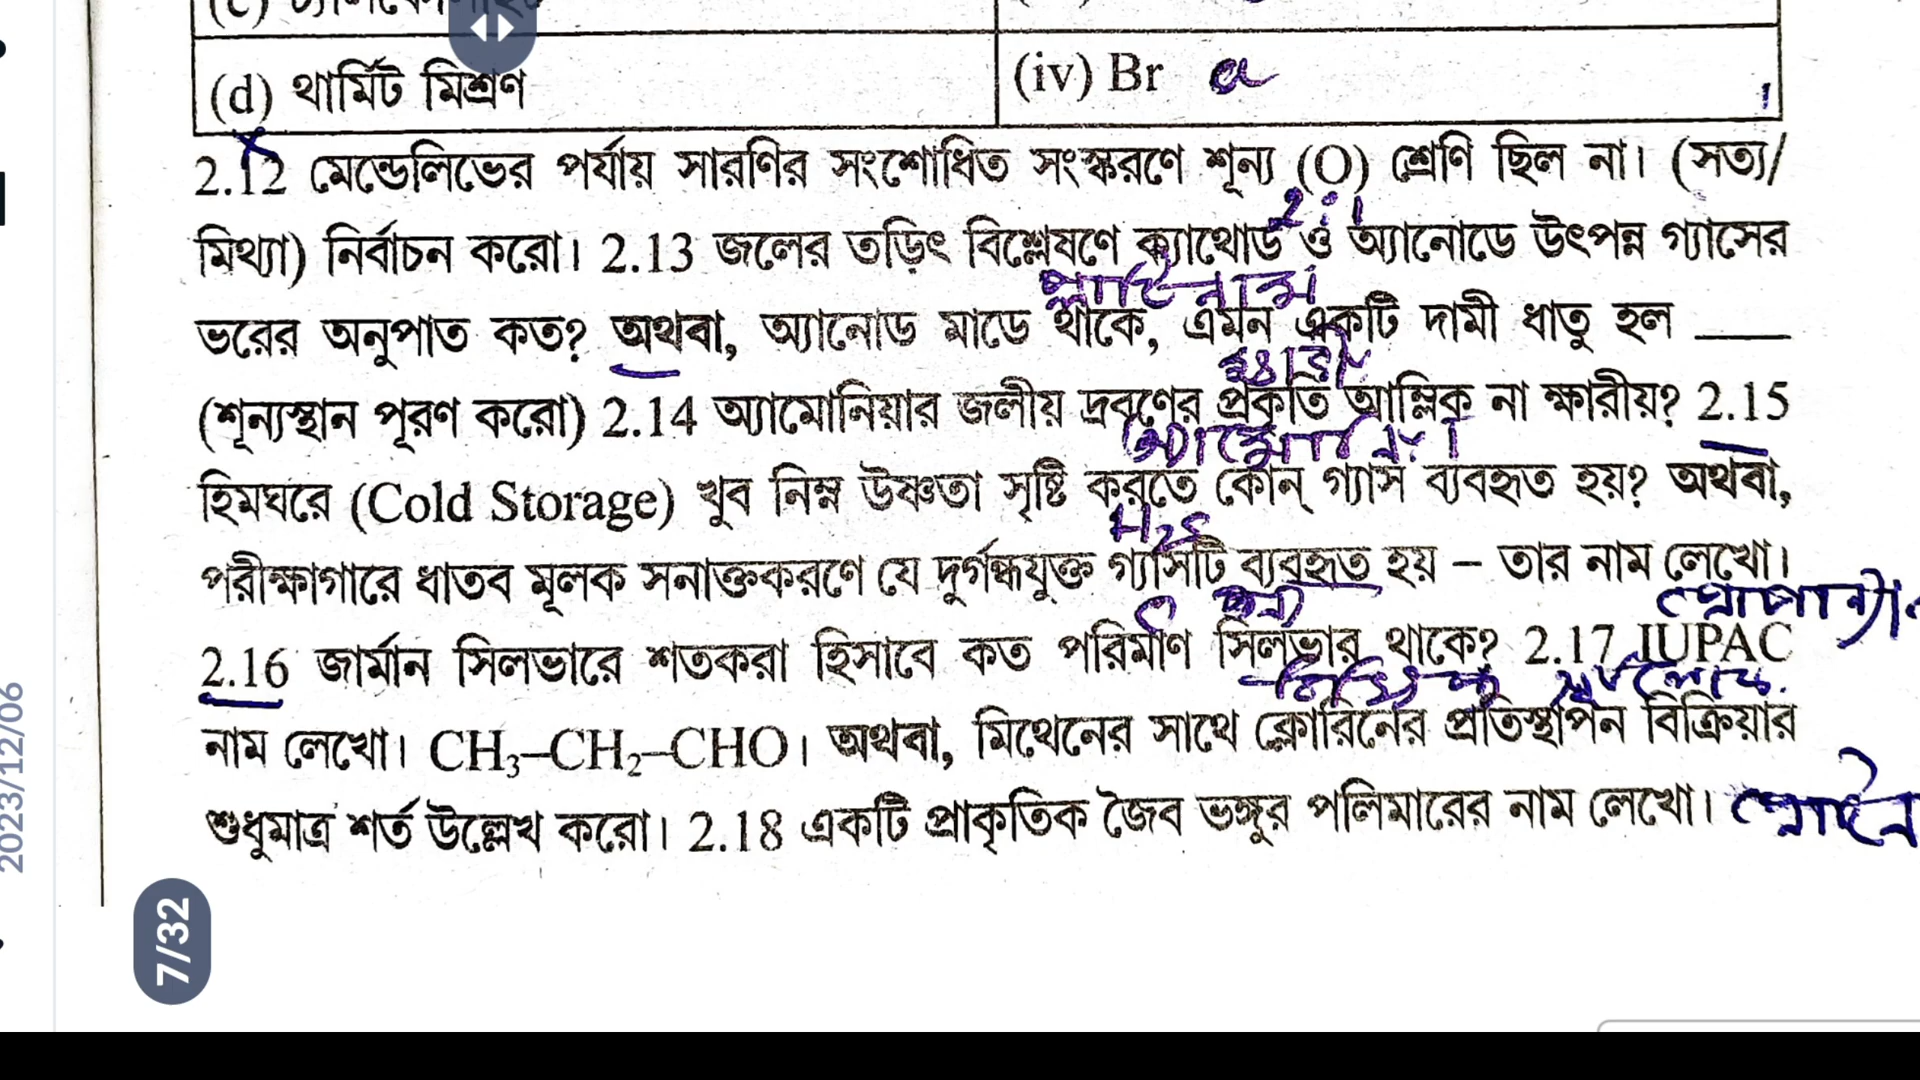 (d) থার্মিট মিশ্রণ (iv) Br a
2.12 মেন্ডেলিভের পর্যায় সারণির সংশোধিত সংস্করণে শূন্য (O) শ্রেণি ছিল না। (সত্য/
2:1
মিথ্যা) নির্বাচন করো। 2.13 জলের তড়িৎ বিশ্লেষণে ক্যাথোড ও অ্যানোডে উৎপন্ন গ্যাসের
প্লাটিনাম
ভরের অনুপাত কত? অথবা, অ্যানোড মাডে থাকে, এমন একটি দামী ধাতু হল ____
(শূন্যস্থান পূরণ করো) 2.14 অ্যামোনিয়ার জলীয় দ্রবণের প্রকৃতি আম্লিক না ক্ষারীয়? 2.15
অ্যামোনিয়া
হিমঘরে (Cold Storage) খুব নিম্ন উষ্ণতা সৃষ্টি করতে কোন্ গ্যাস ব্যবহৃত হয়? অথবা,
H2S
পরীক্ষাগারে ধাতব মূলক সনাক্তকরণে যে দুর্গন্ধযুক্ত গ্যাসটি ব্যবহৃত হয় – তার নাম লেখো।
2.16 জার্মান সিলভারে শতকরা হিসাবে কত পরিমাণ সিলভার থাকে? 2.17 IUPAC
নাম লেখো। CH₃–CH₂–CHO। অথবা, মিথেনের সাথে ক্লোরিনের প্রতিস্থাপন বিক্রিয়ার
শুধুমাত্র শর্ত উল্লেখ করো। 2.18 একটি প্রাকৃতিক জৈব ভঙ্গুর পলিমারের নাম লেখো।
7/32
2023/12/06